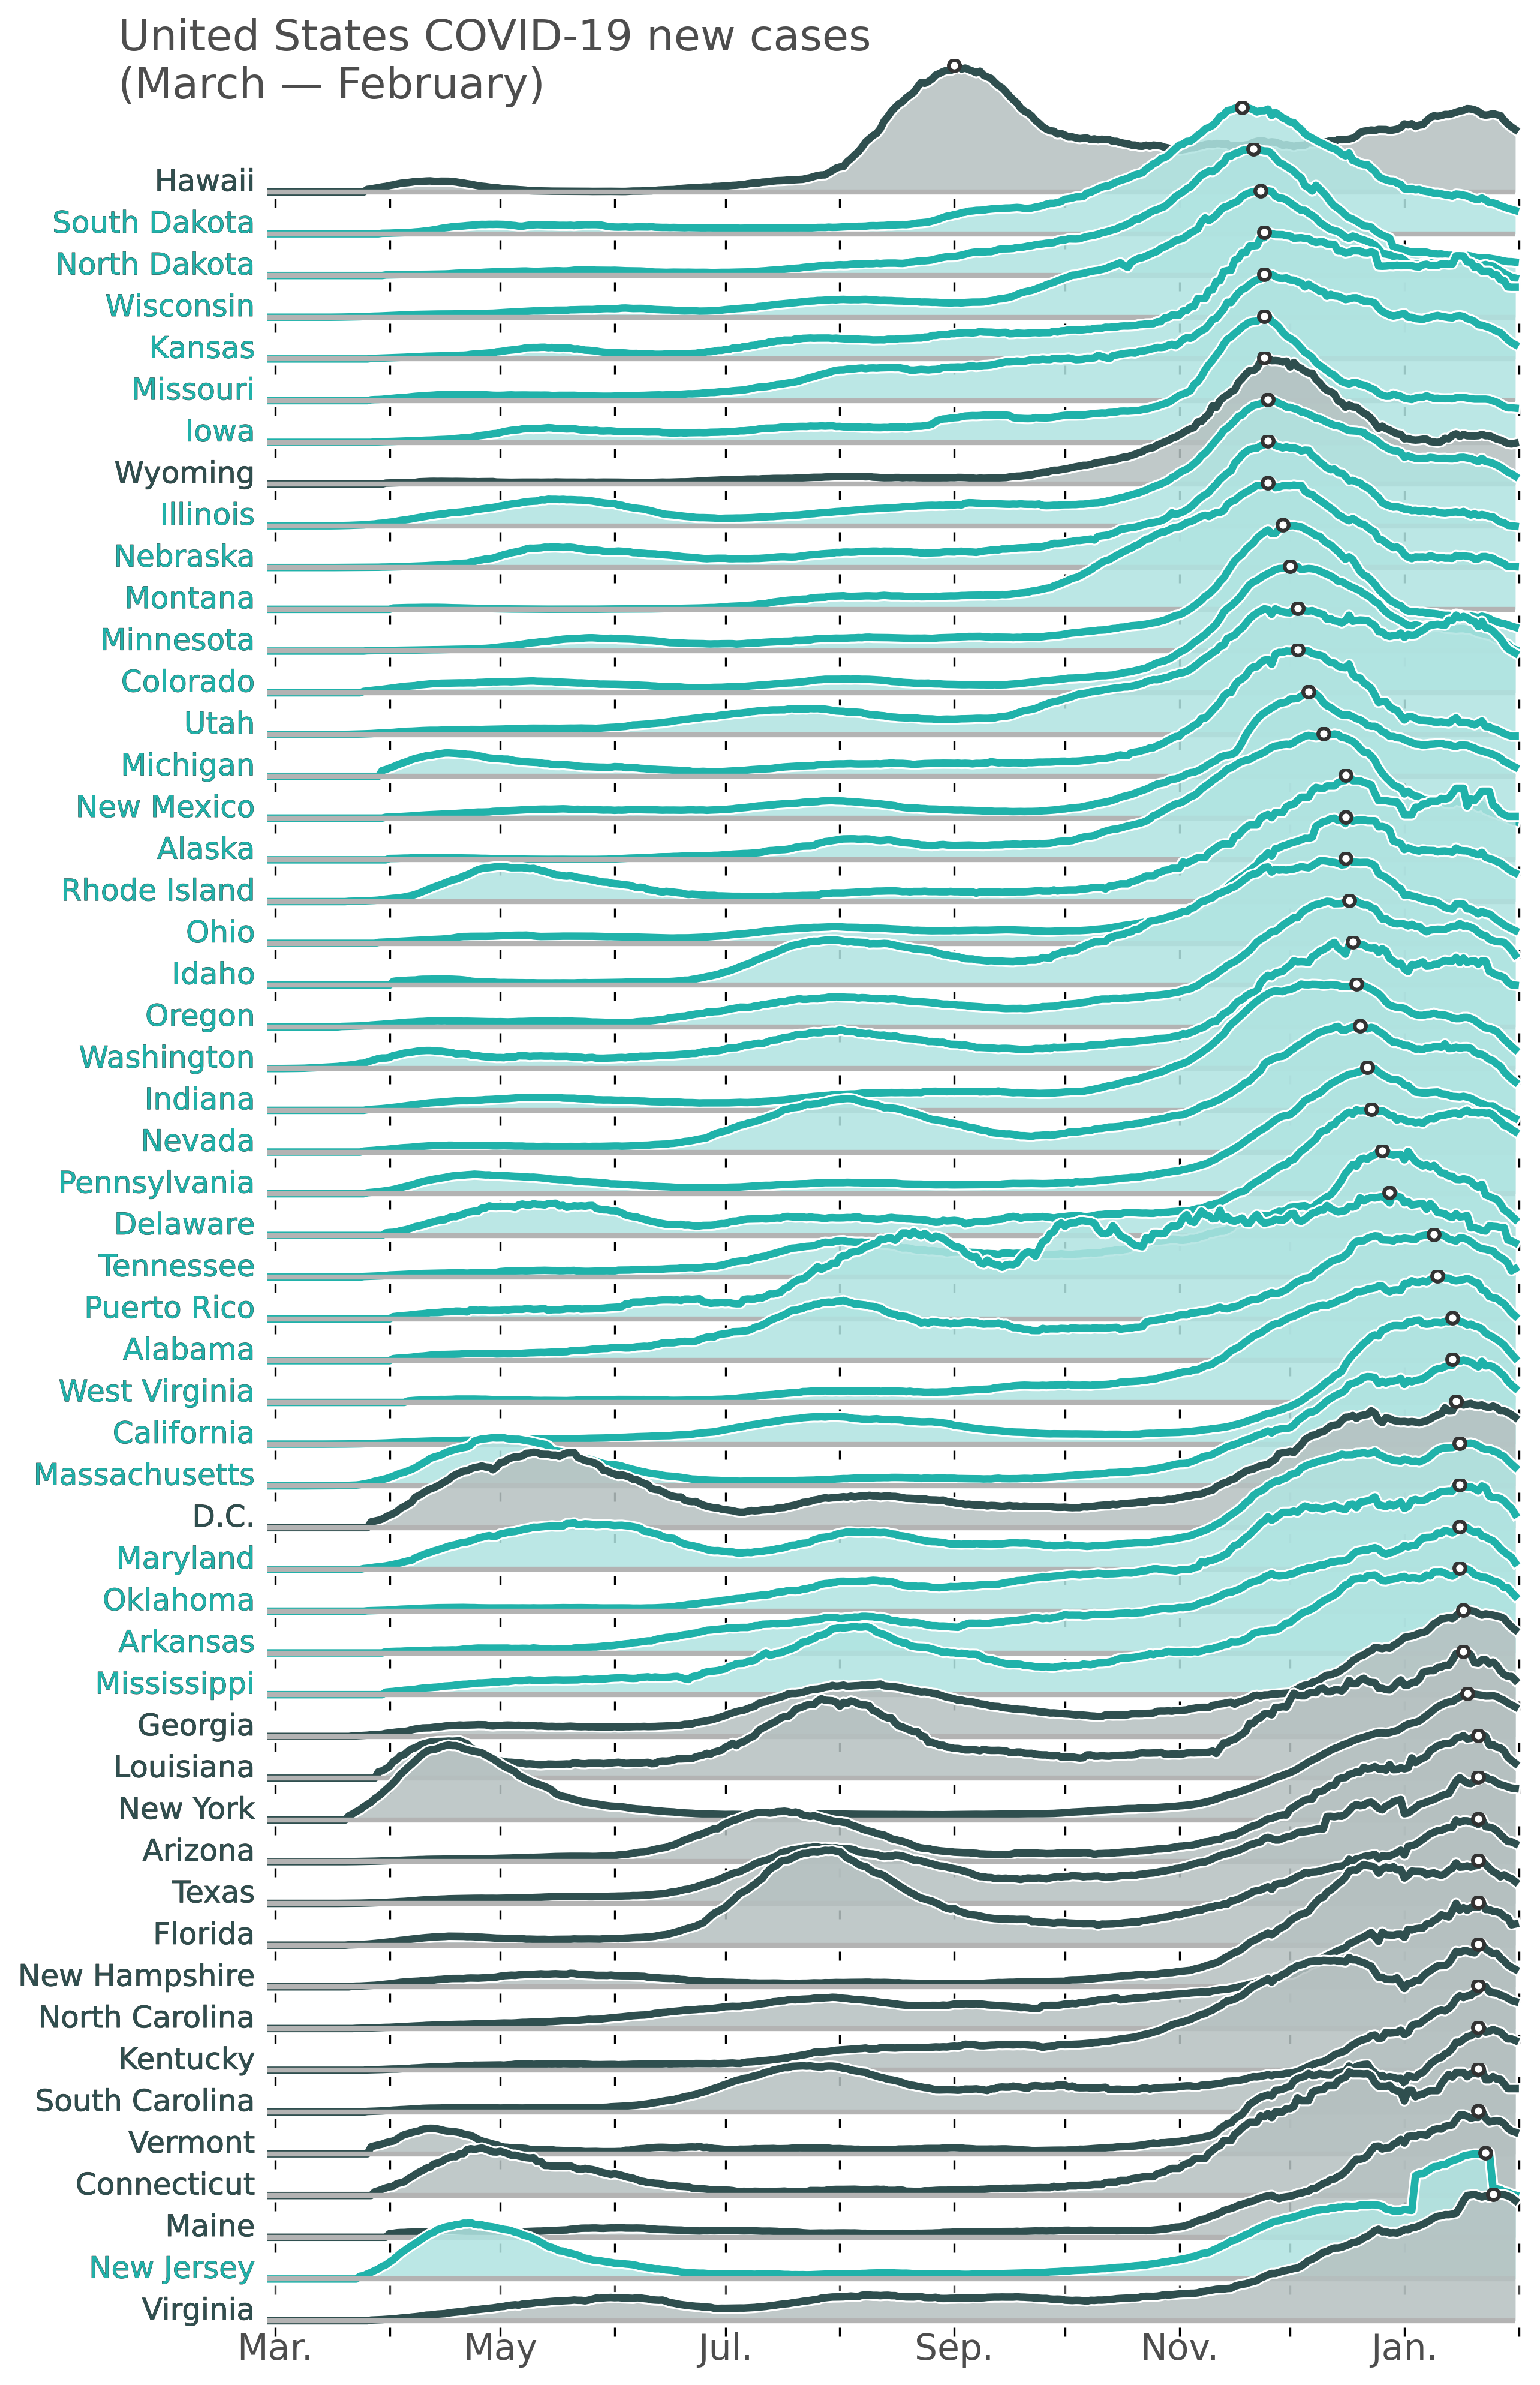 United States COVID-19 new cases
(March — February)
Hawaii
South Dakota
North Dakota
Wisconsin
Kansas
Missouri
Iowa
Wyoming
Illinois
Nebraska
Montana
Minnesota
Colorado
Utah
Michigan
New Mexico
Alaska
Rhode Island
Ohio
Idaho
Oregon
Washington
Indiana
Nevada
Pennsylvania
Delaware
Tennessee
Puerto Rico
Alabama
West Virginia
California
Massachusetts
D.C.
Maryland
Oklahoma
Arkansas
Mississippi
Georgia
Louisiana
New York
Arizona
Texas
Florida
New Hampshire
North Carolina
Kentucky
South Carolina
Vermont
Connecticut
Maine
New Jersey
Virginia
Mar. May Jul. Sep. Nov. Jan.